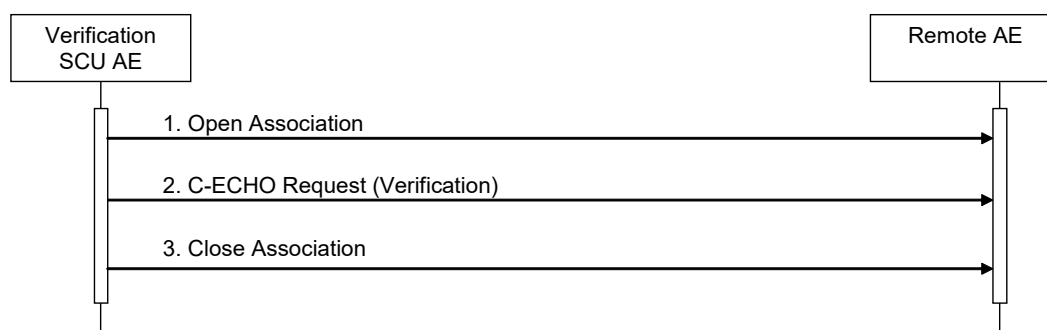 Verification
SCU AE
Remote AE
1. Open Association
2. C-ECHO Request (Verification)
3. Close Association